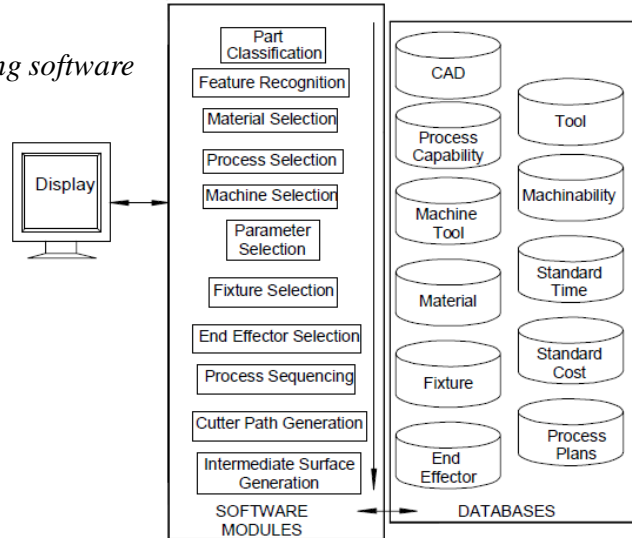 ng software
Display
Part
Classification
Feature Recognition
Material Selection
Process Selection
Machine Selection
Parameter
Selection
Fixture Selection
End Effector Selection
Process Sequencing
Cutter Path Generation
Intermediate Surface
Generation
SOFTWARE
MODULES
CAD
Process
Capability
Machine
Tool
Material
Fixture
End
Effector
Tool
Machinability
Standard
Time
Standard
Cost
Process
Plans
DATABASES